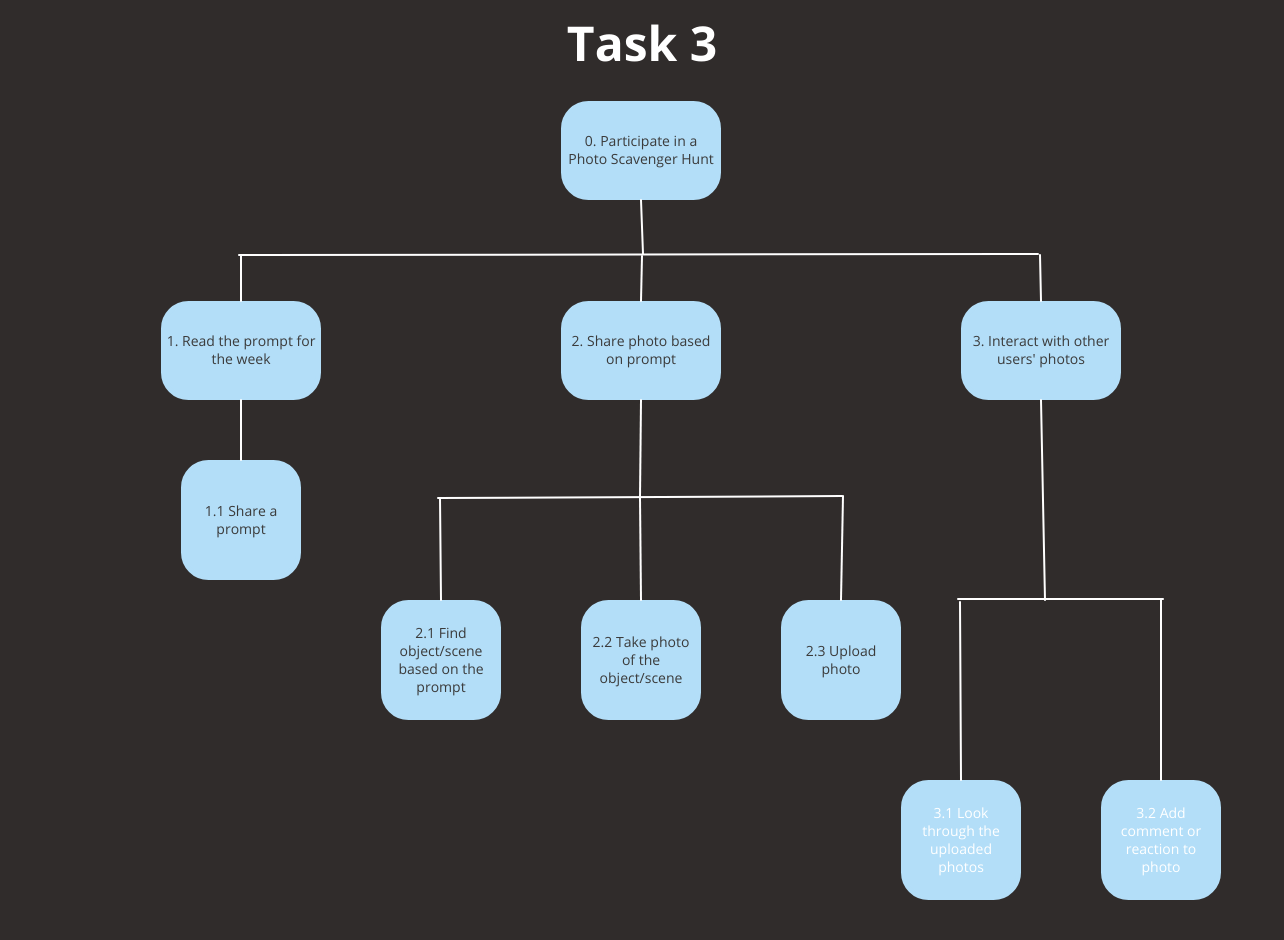 Task 3
0. Participate in a
Photo Scavenger Hunt
1. Read the prompt for
the week
2. Share photo based
on prompt
3. Interact with other
users' photos
1.1 Share a
prompt
2.1 Find
object/scene
based on the
prompt
2.2 Take photo
of the
object/scene
2.3 Upload
photo
3.1 Look
through the
uploaded
photos
3.2 Add
comment or
reaction to
photo